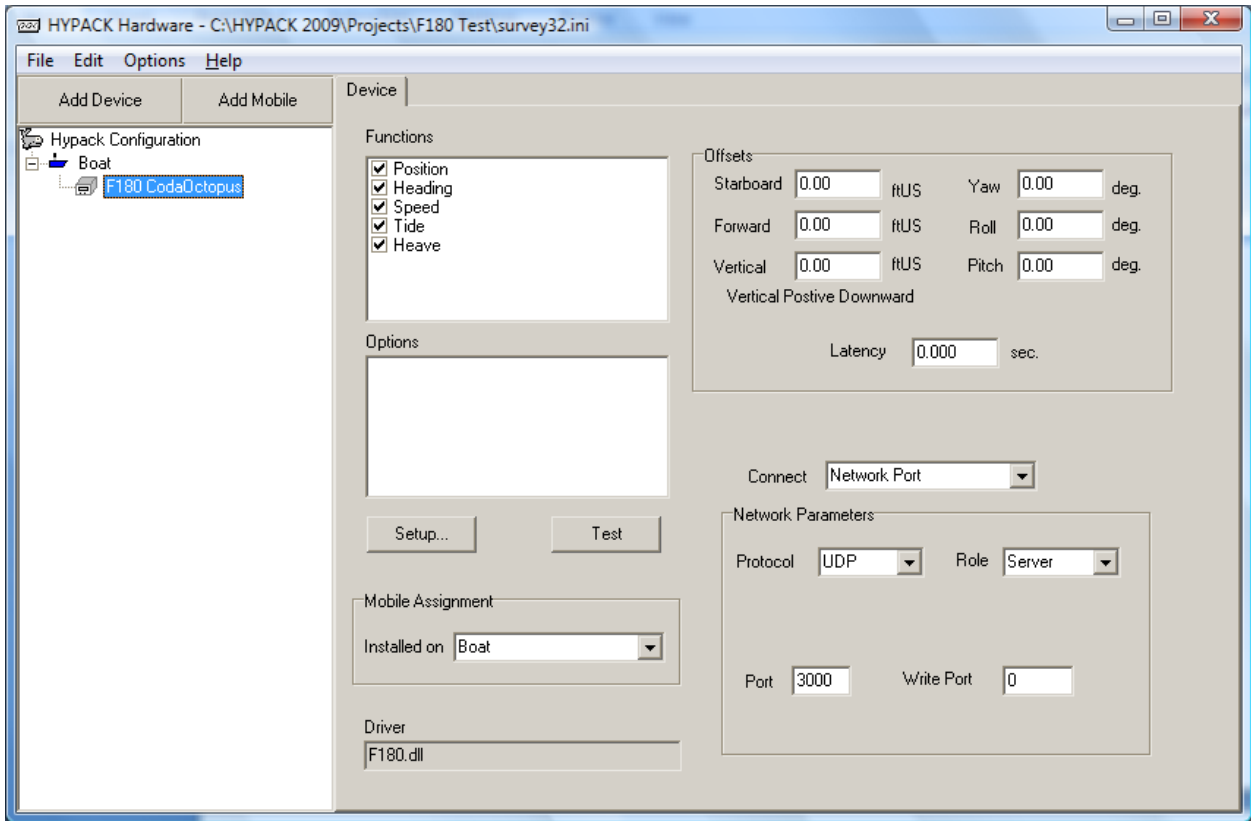 HYPACK Hardware - C:\HYPACK 2009\Projects\F180 Test\survey32.ini
File Edit Options Help
Add Device Add Mobile
Device
Hypack Configuration
Boat
F180 CodaOctopus
Functions
Position
Heading
Speed
Tide
Heave
Options
Setup... Test
Mobile Assignment
Installed on Boat
Driver
F180.dll
Offsets
Starboard 0.00 ftUS Yaw 0.00 deg.
Forward 0.00 ftUS Roll 0.00 deg.
Vertical 0.00 ftUS Pitch 0.00 deg.
Vertical Postive Downward
Latency 0.000 sec.
Connect Network Port
Network Parameters
Protocol UDP Role Server
Port 3000 Write Port 0